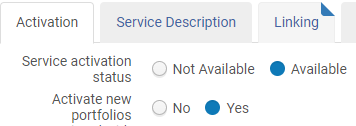 Activation Service Description Linking
Service activation
status
Not Available Available
Activate new
portfolios
No Yes